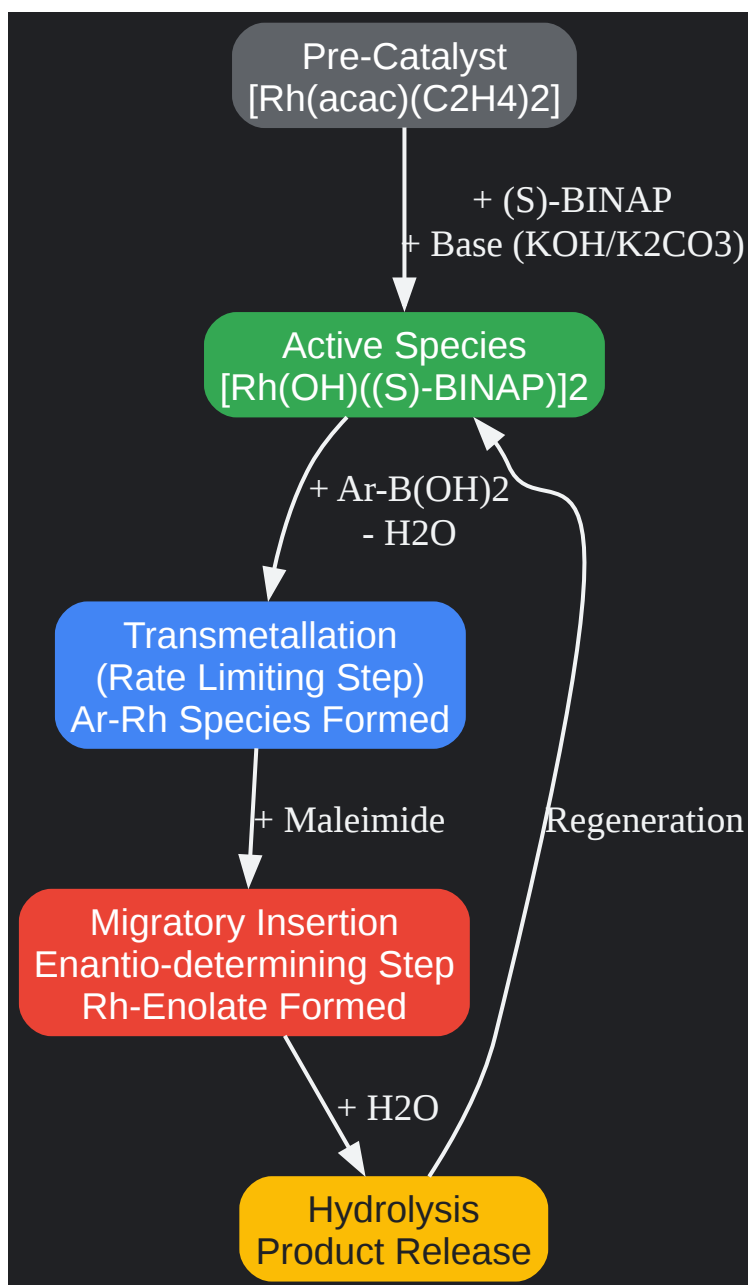 Pre-Catalyst
[Rh(acac)(C2H4)2]
+ (S)-BINAP
+ Base (KOH/K2CO3)
Active Species
[Rh(OH)((S)-BINAP)]2
+ Ar-B(OH)2
- H2O
Transmetallation
(Rate Limiting Step)
Ar-Rh Species Formed
+ Maleimide
Regeneration
Migratory Insertion
Enantio-determining Step
Rh-Enolate Formed
+ H2O
Hydrolysis
Product Release